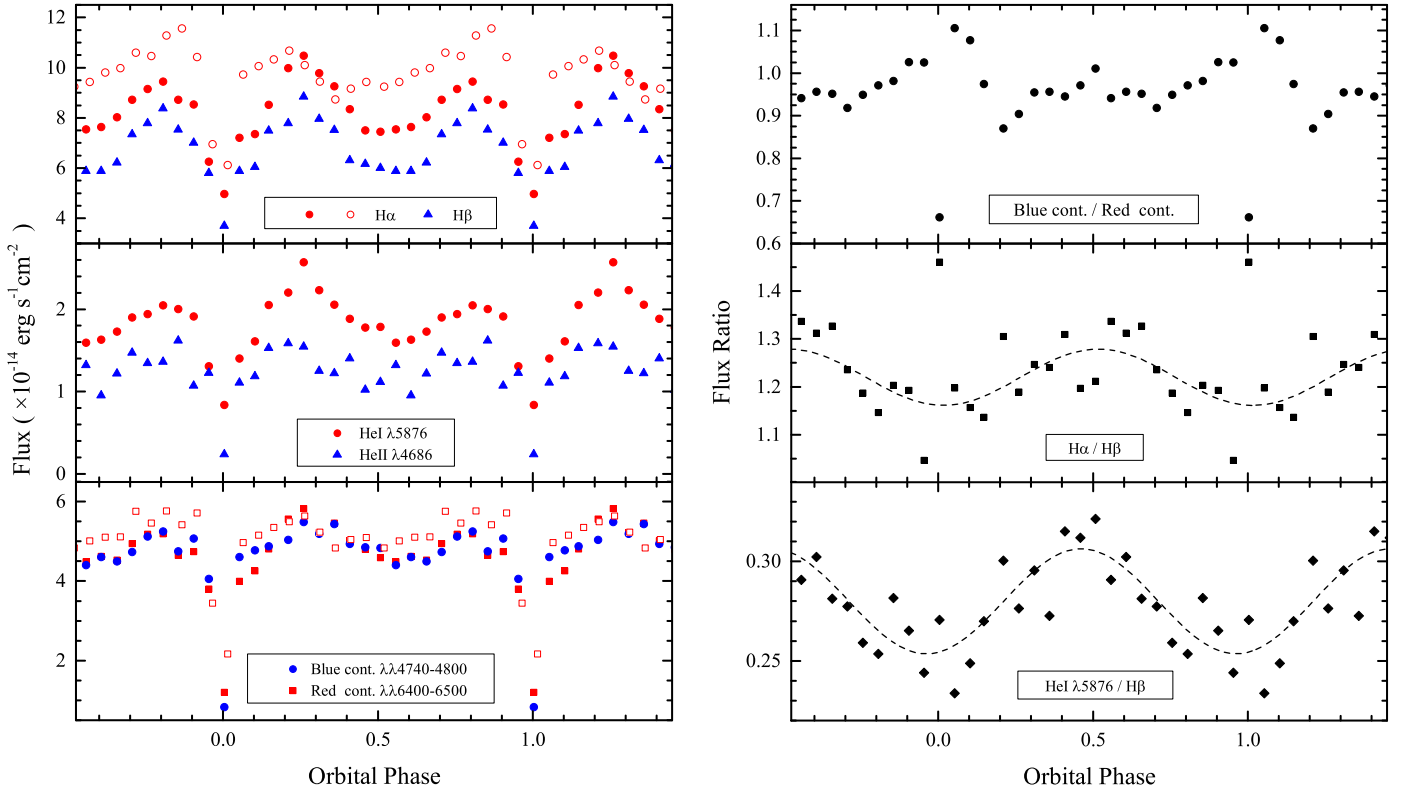 12
10
8
6
4
Hα Hβ
2
1
0
HeI λ5876
HeII λ4686
6
4
2
Blue cont. λλ4740-4800
Red cont. λλ6400-6500
0.0 0.5 1.0
Orbital Phase
Flux ( ×10⁻¹⁴ erg s⁻¹cm⁻²)
1.1
1.0
0.9
0.8
0.7
0.6
Blue cont. / Red cont.
1.4
1.3
1.2
1.1
Hα / Hβ
0.30
0.25
HeI λ5876 / Hβ
0.0 0.5 1.0
Orbital Phase
Flux Ratio